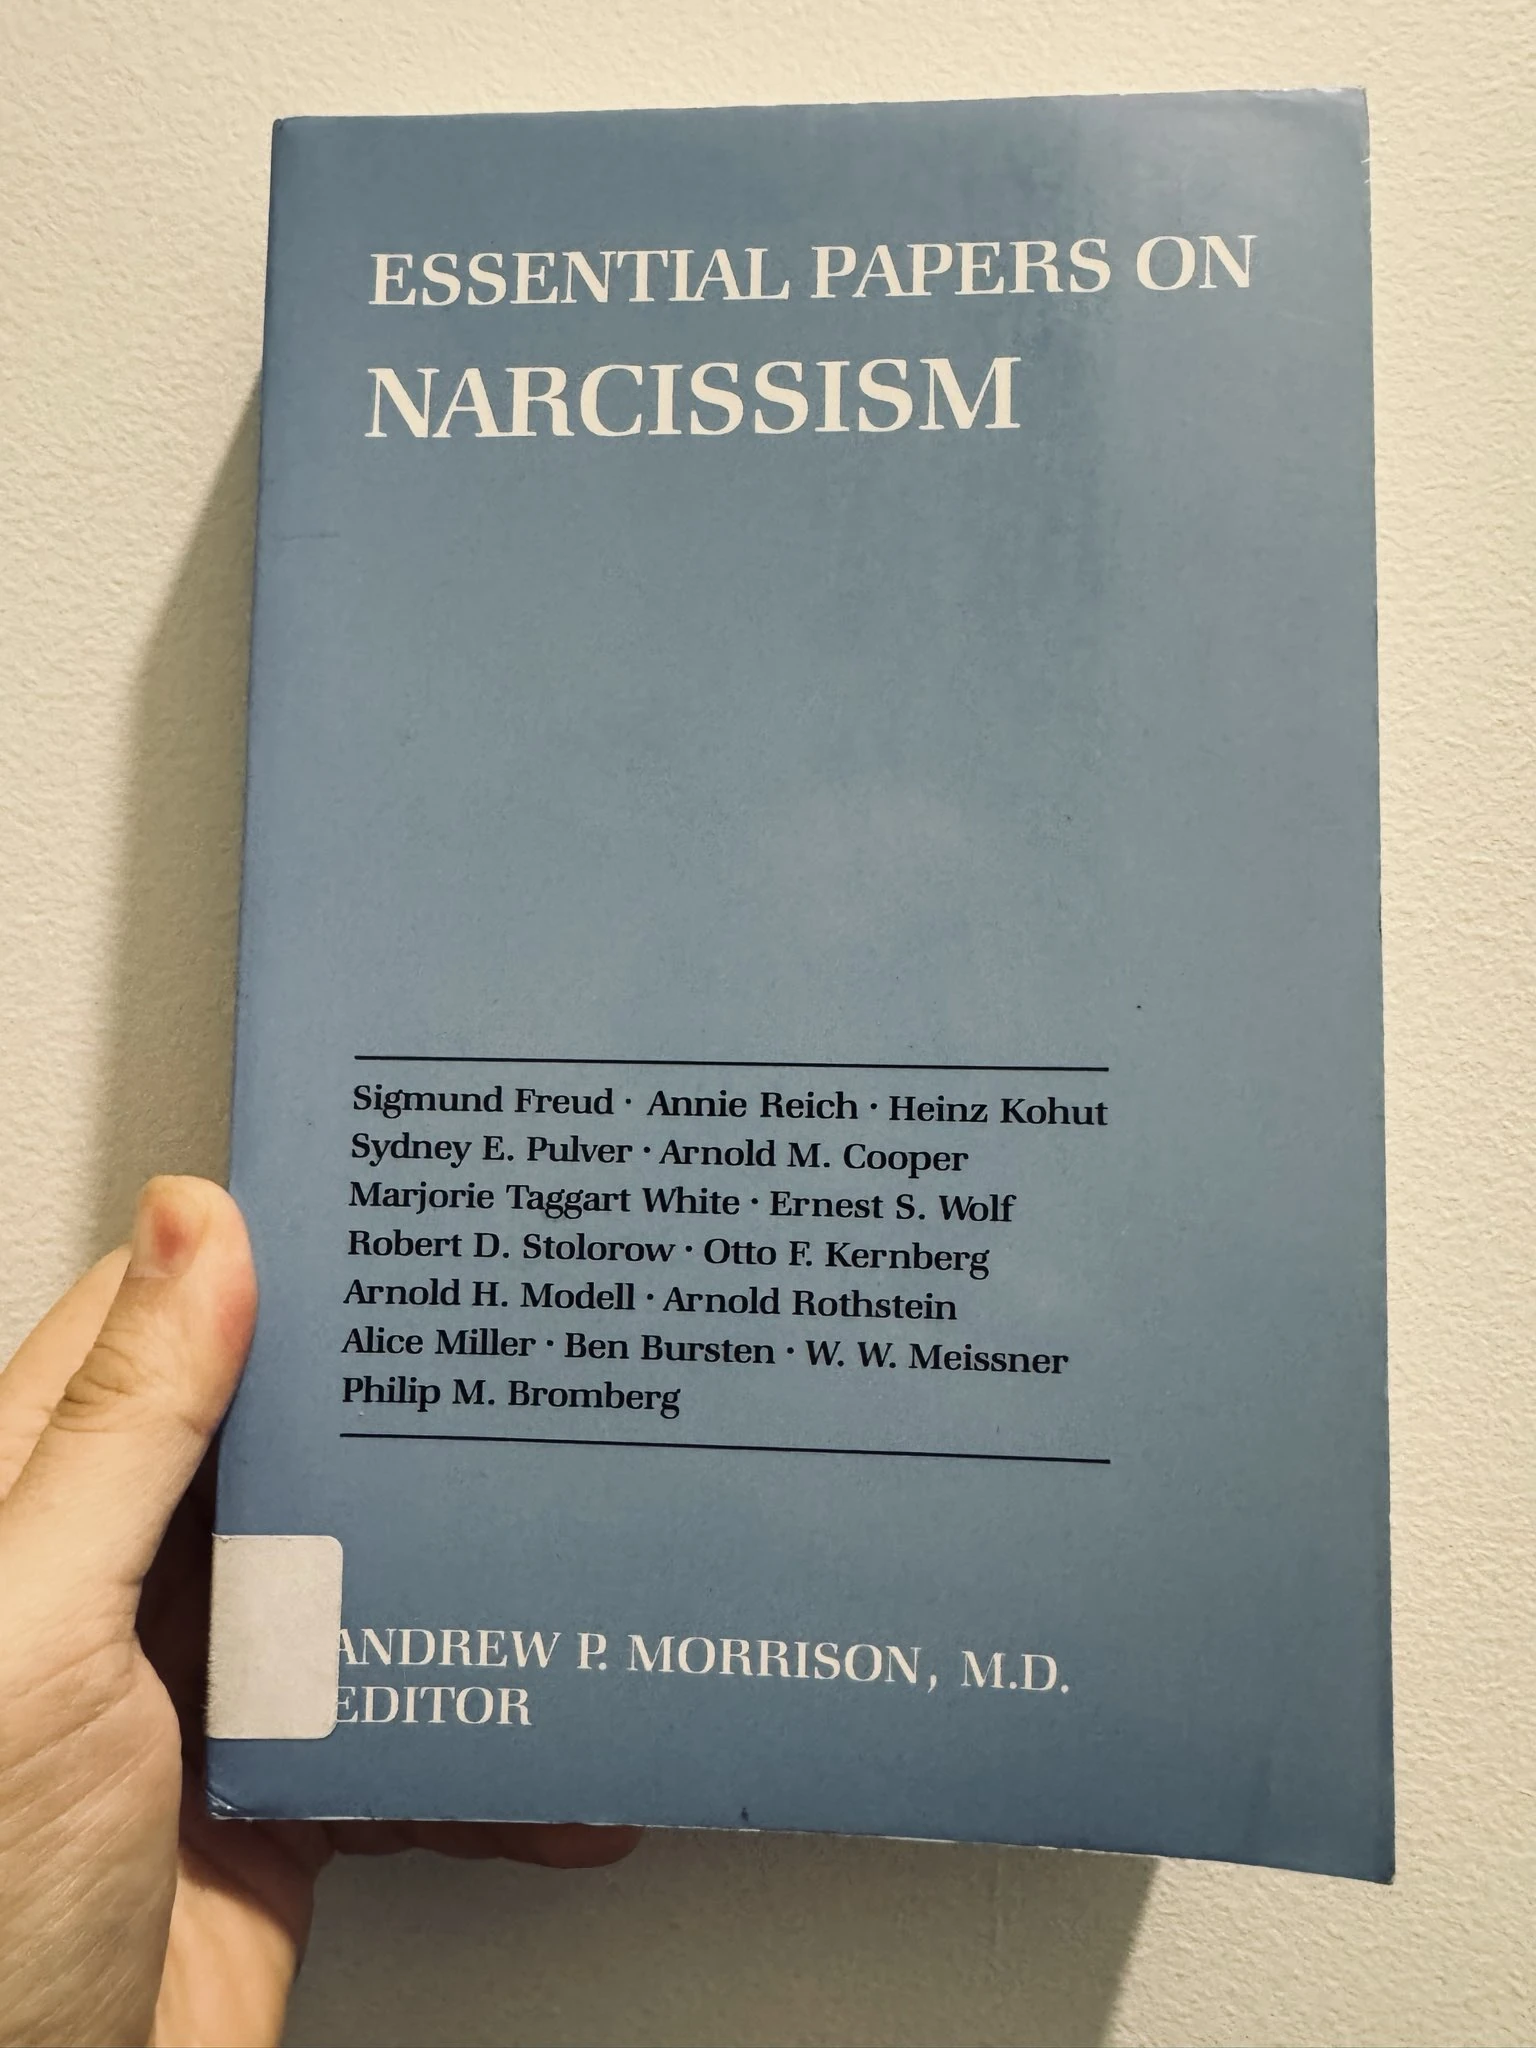 ESSENTIAL PAPERS ON
NARCISSISM
Sigmund Freud · Annie Reich · Heinz Kohut
Sydney E. Pulver · Arnold M. Cooper
Marjorie Taggart White · Ernest S. Wolf
Robert D. Stolorow · Otto F. Kernberg
Arnold H. Modell · Arnold Rothstein
Alice Miller · Ben Bursten · W. W. Meissner
Philip M. Bromberg
ANDREW P. MORRISON, M.D.
EDITOR